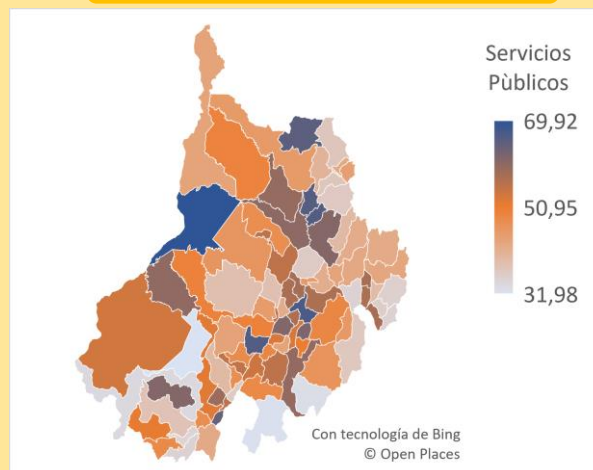 Servicios
Pùblicos
69,92
50,95
31,98
Con tecnología de Bing
© Open Places